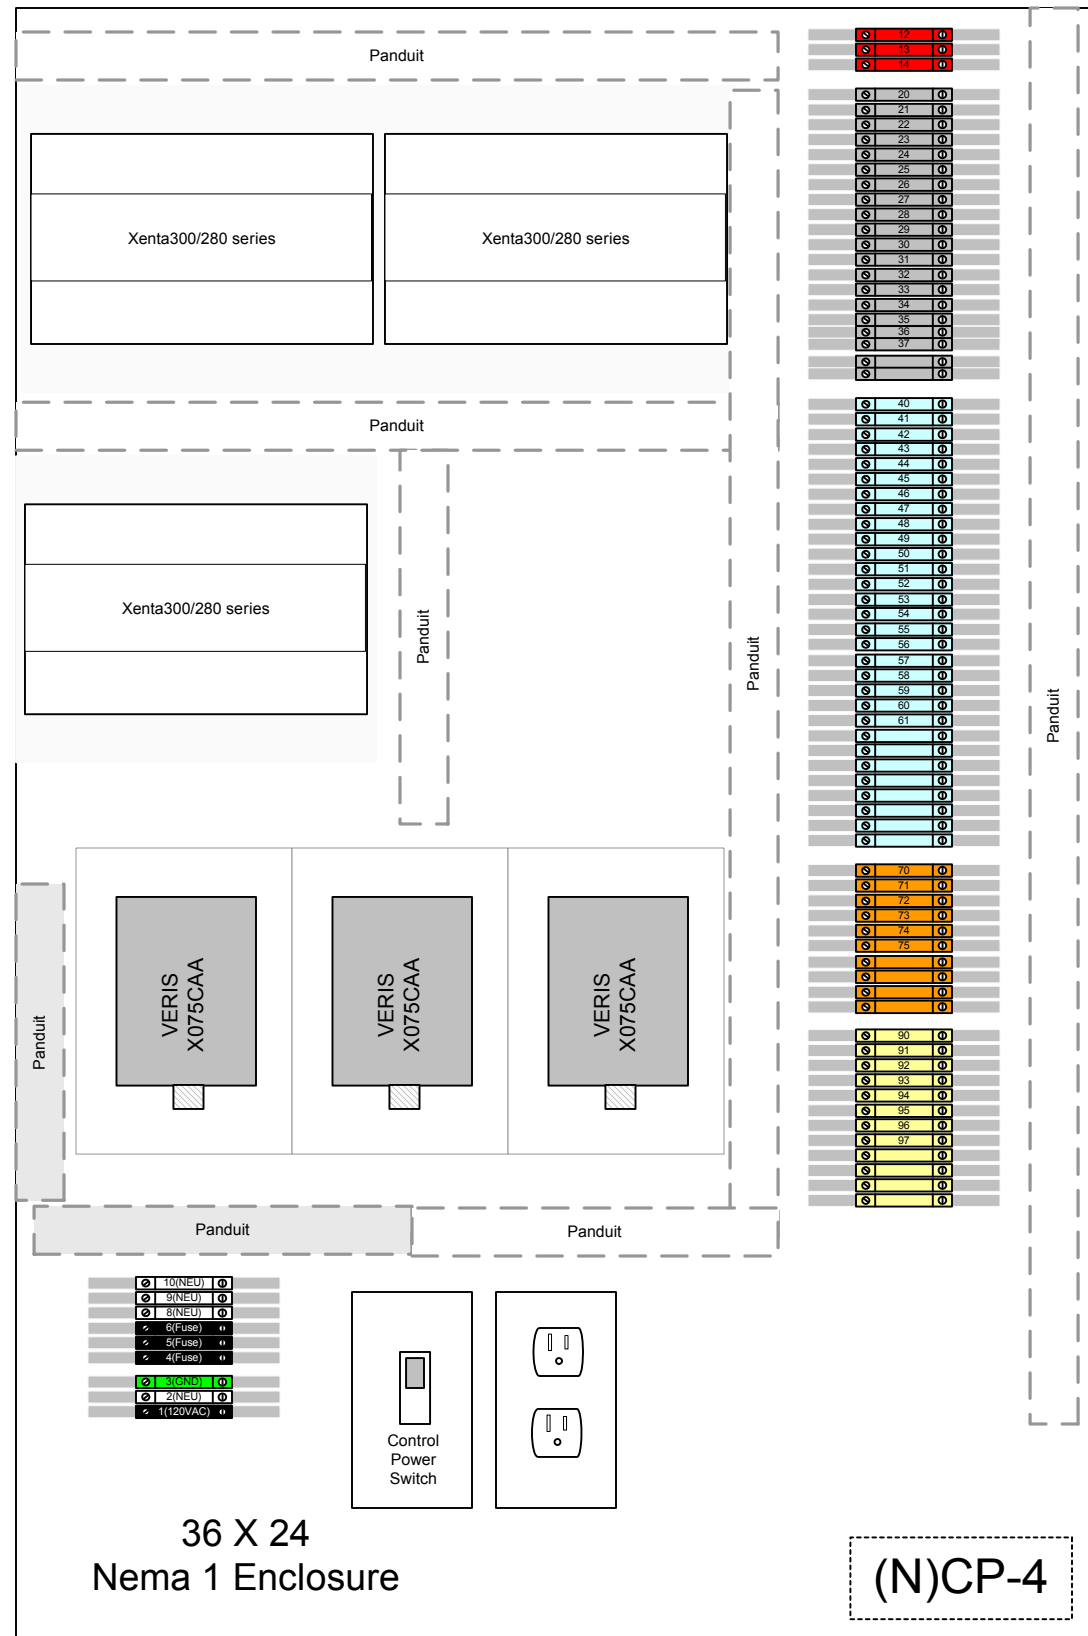 Panduit
Xenta300/280 series
Xenta300/280 series
Panduit
Xenta300/280 series
Panduit
Panduit
Panduit
VERIS
X075CAA
VERIS
X075CAA
VERIS
X075CAA
Panduit
Panduit
Panduit
12
13
14
20
21
22
23
24
25
26
27
28
29
30
31
32
33
34
35
36
37
40
41
42
43
44
45
46
47
48
49
50
51
52
53
54
55
56
57
58
59
60
61
70
71
72
73
74
75
90
91
92
93
94
95
96
97
10(NEU)
9(NEU)
8(NEU)
6(Fuse)
5(Fuse)
4(Fuse)
3(GND)
2(NEU)
1(120VAC)
Control
Power
Switch
36 X 24
Nema 1 Enclosure
(N)CP-4